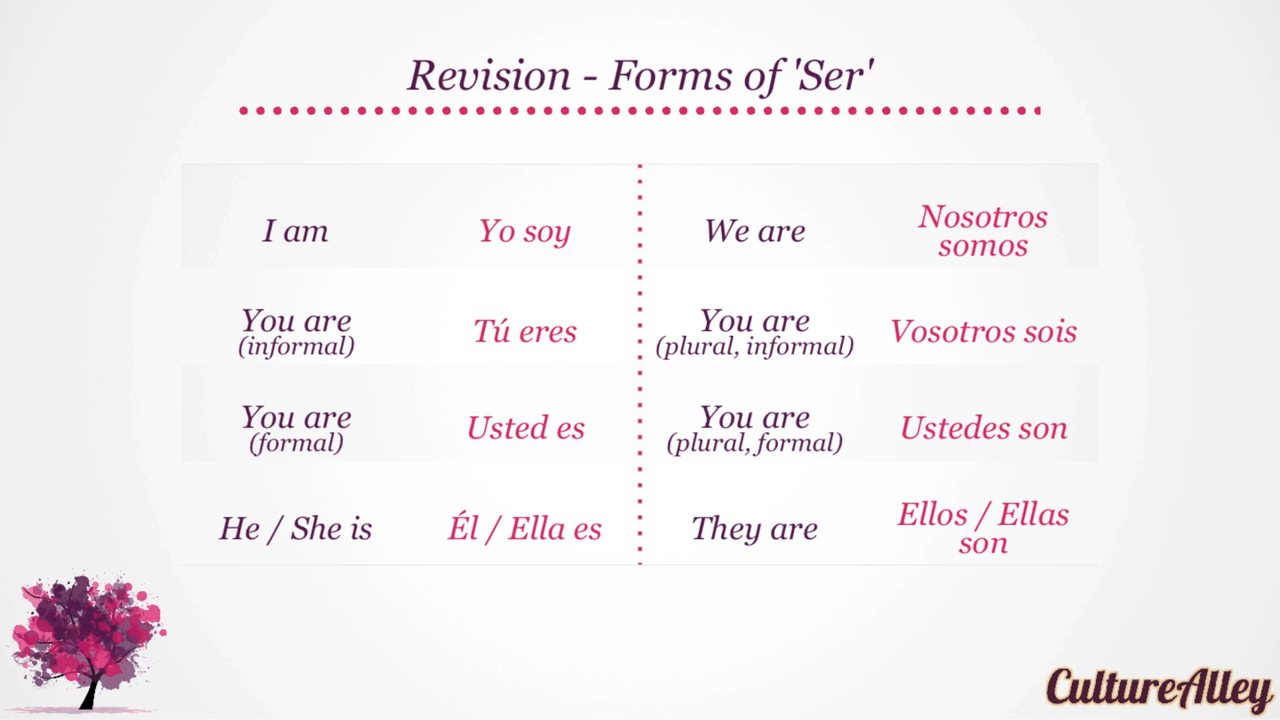 Revision - Forms of 'Ser'
I am
Yo soy
We are
Nosotros
somos
You are
(informal)
Tú eres
You are
(plural, informal)
Vosotros sois
You are
(formal)
Usted es
You are
(plural, formal)
Ustedes son
He / She is
Él / Ella es
They are
Ellos / Ellas
son
CultureAlley